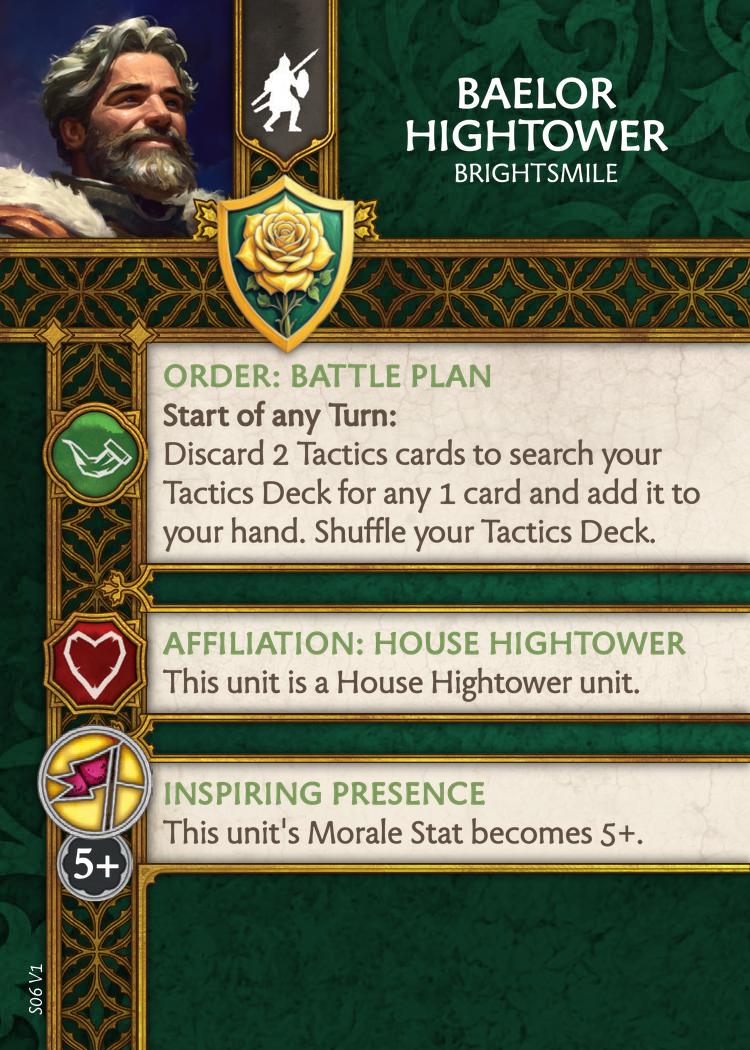 BAELOR
HIGHTOWER
BRIGHTSMILE
ORDER: BATTLE PLAN
Start of any Turn:
Discard 2 Tactics cards to search your
Tactics Deck for any 1 card and add it to
your hand. Shuffle your Tactics Deck.
AFFILIATION: HOUSE HIGHTOWER
This unit is a House Hightower unit.
INSPIRING PRESENCE
This unit's Morale Stat becomes 5+.
5+
S06 V1